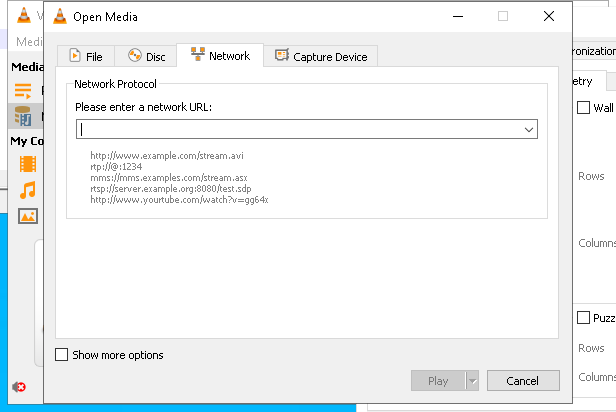 Open Media
Medi
Media
My Co
File
Disc
Network
Capture Device
Network Protocol
Please enter a network URL:
http://www.example.com/stream.avi
rtp://@:1234
mms://mms.examples.com/stream.asx
rtsp://server.example.org:8080/test.sdp
http://www.yourtube.com/watch?v=gg64x
Show more options
Play
Cancel
ronization
etry
Wall
Rows
Columns
Puzz
Rows
Columns